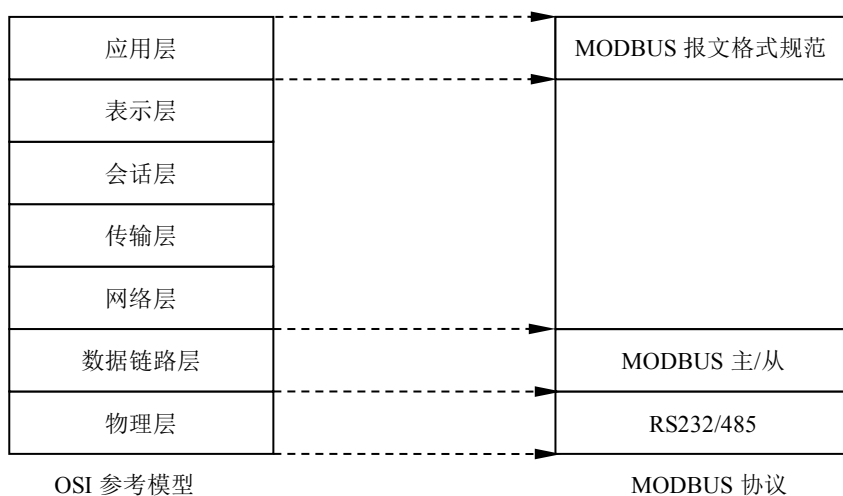 应用层
MODBUS 报文格式规范
表示层
会话层
传输层
网络层
数据链路层
MODBUS 主/从
物理层
RS232/485
OSI 参考模型
MODBUS 协议